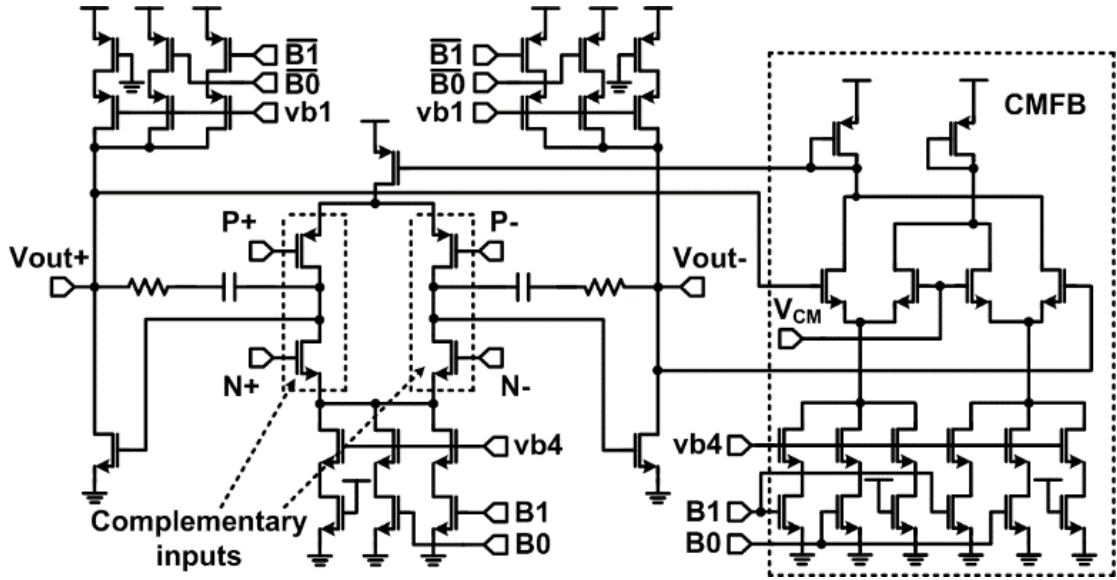 B1
B0
vb1
B1
B0
vb1
CMFB
P+
P-
Vout+
Vout-
VCM
N+
N-
vb4
vb4
Complementary
inputs
B1
B0
B1
B0